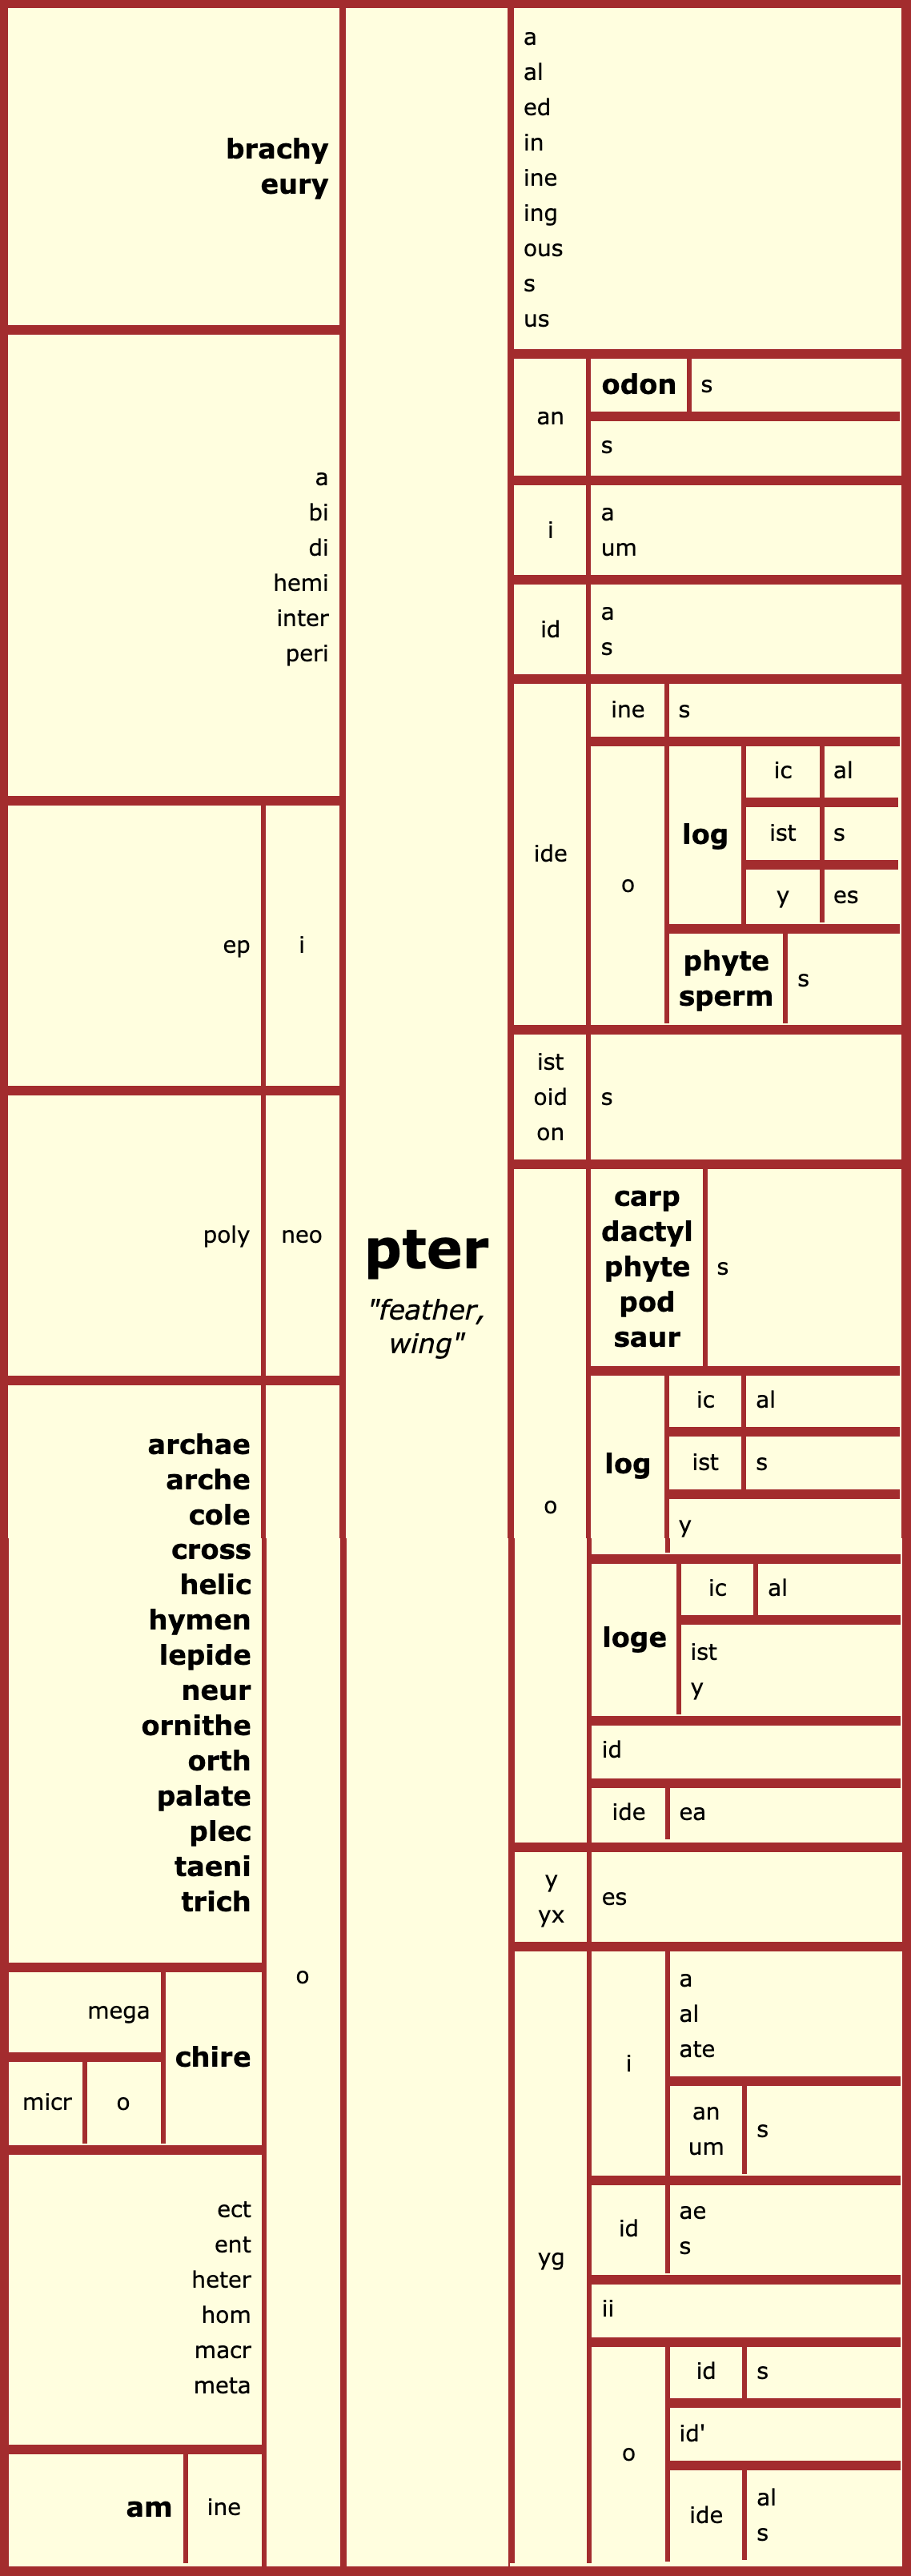 brachy
eury
a
bi
di
hemi
inter
peri
ep
i
poly
neo
archae
arche
cole
cross
helic
hymen
lepide
neur
ornithe
orth
palate
plec
taeni
trich
mega
micr
o
chire
ect
ent
heter
hom
macr
meta
am
ine
o
pter
"feather,
wing"
a
al
ed
in
ine
ing
ous
s
us
an
odon
s
s
i
a
um
id
a
s
ide
ine
s
o
log
ic
al
ist
s
y
es
phyte
sperm
s
ist
oid
on
s
o
carp
dactyl
phyte
pod
saur
s
log
ic
al
ist
s
y
loge
ic
al
ist
y
id
ide
ea
y
yx
es
yg
i
a
al
ate
an
um
s
id
ae
s
ii
o
id
s
id'
ide
al
s